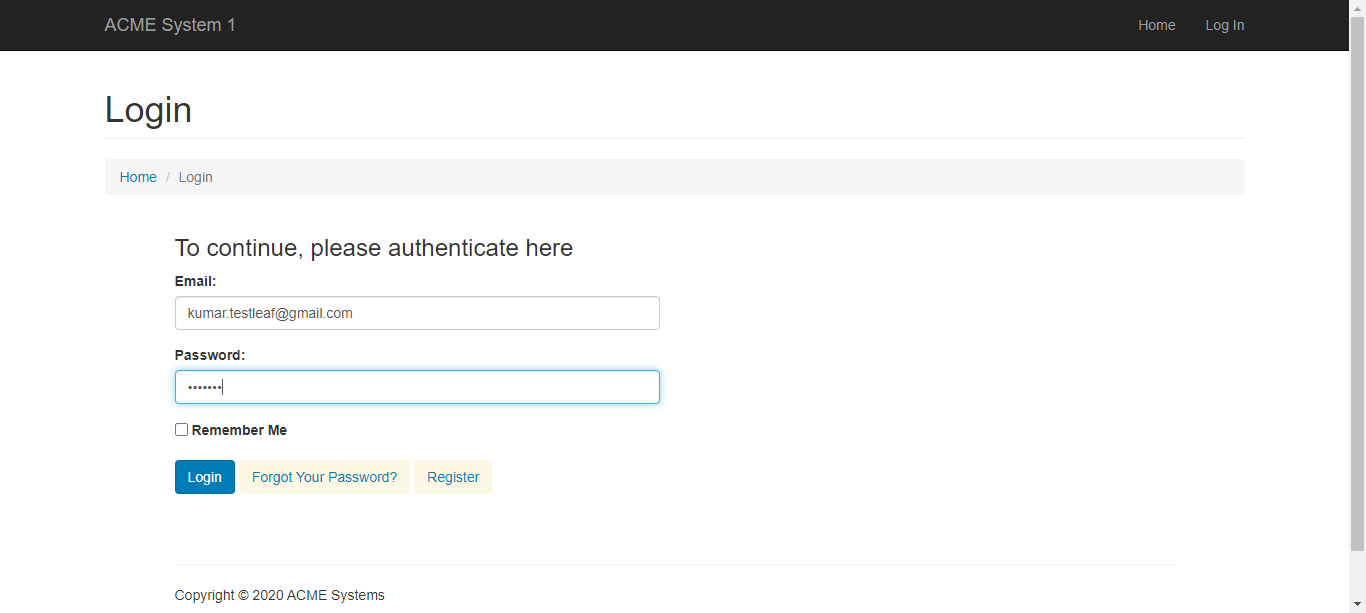 ACME System 1 Home Log In
Login
Home / Login
To continue, please authenticate here
Email:
kumar.testleaf@gmail.com
Password:
•••••••
Remember Me
Login Forgot Your Password? Register
Copyright © 2020 ACME Systems